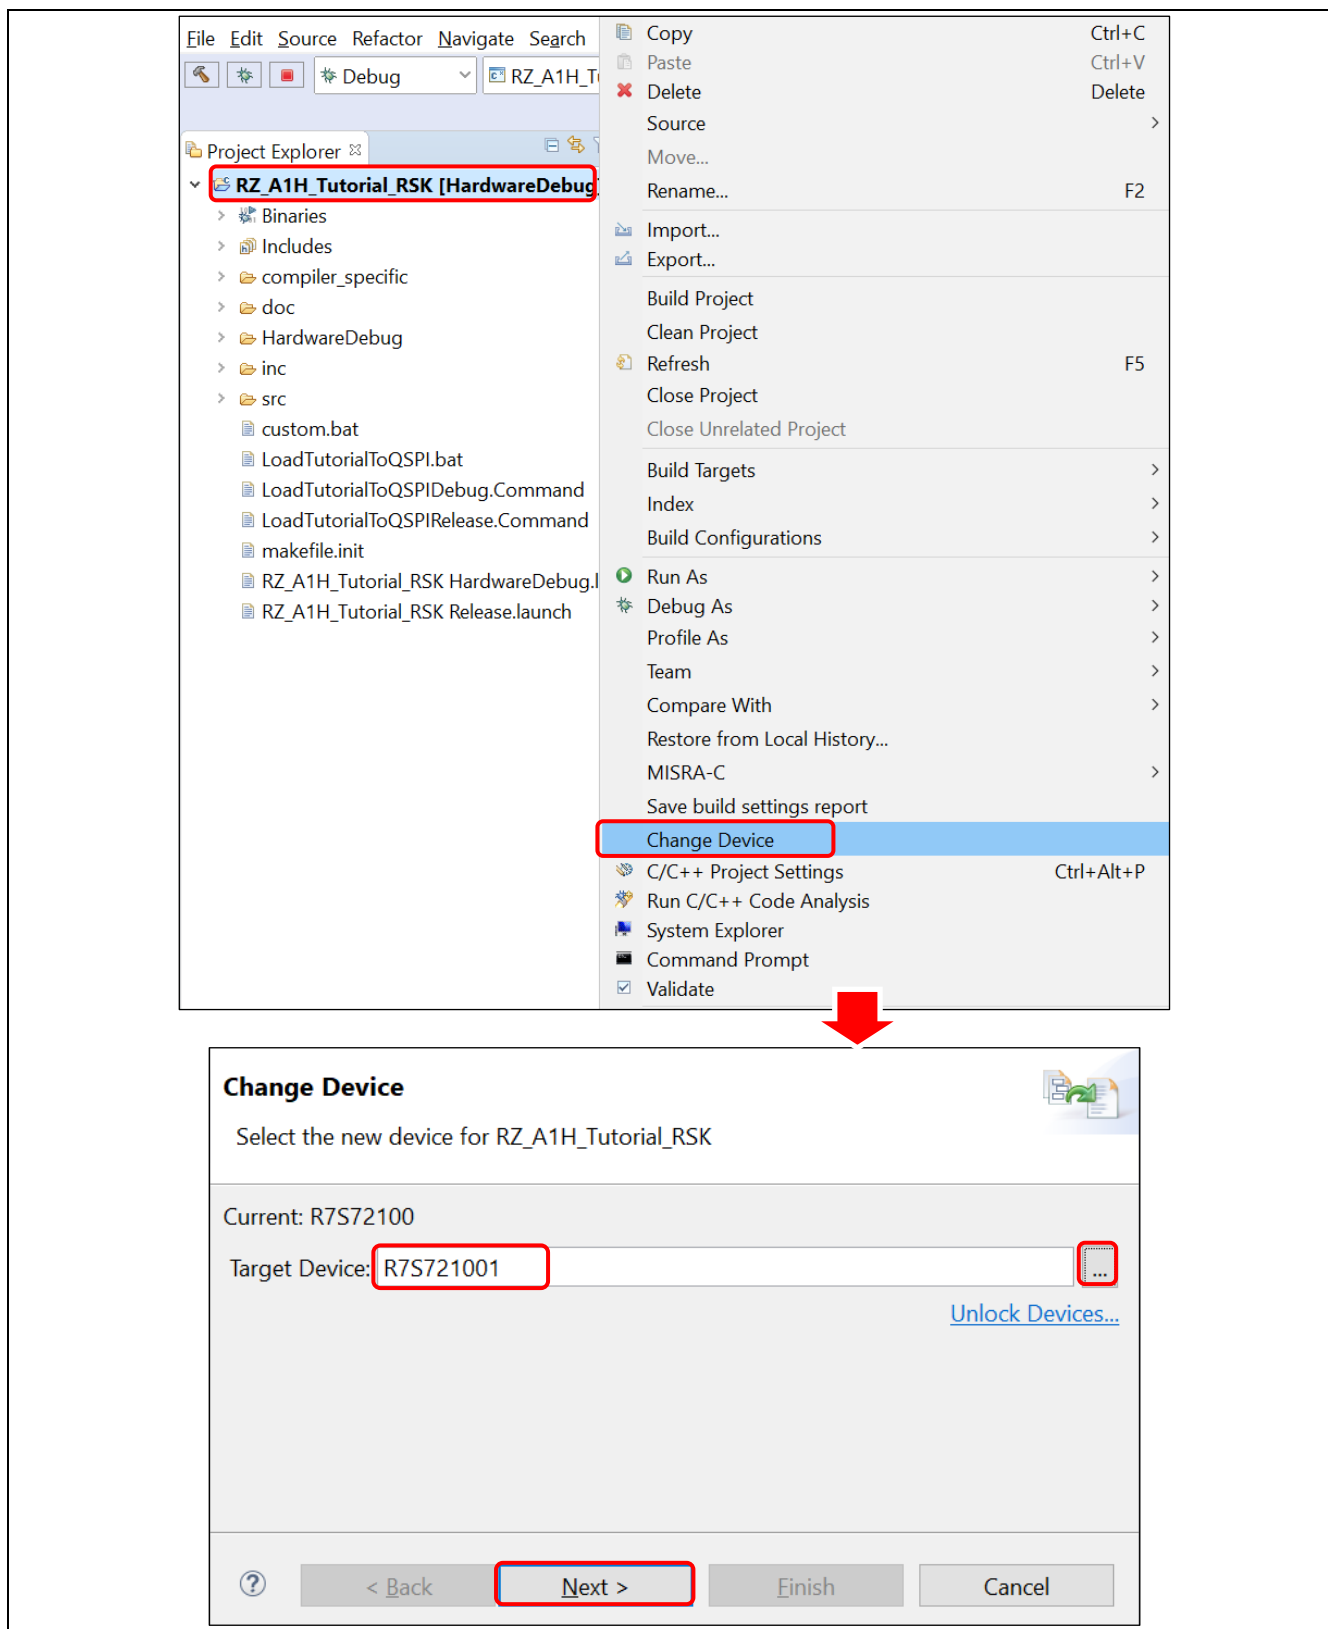 File Edit Source Refactor Navigate Search
Debug
RZ_A1H_T
Project Explorer
RZ_A1H_Tutorial_RSK [HardwareDebug
Binaries
Includes
compiler_specific
doc
HardwareDebug
inc
src
custom.bat
LoadTutorialToQSPI.bat
LoadTutorialToQSPIDebug.Command
LoadTutorialToQSPIRelease.Command
makefile.init
RZ_A1H_Tutorial_RSK HardwareDebug.l
RZ_A1H_Tutorial_RSK Release.launch
Copy Ctrl+C
Paste Ctrl+V
Delete Delete
Source
Move...
Rename... F2
Import...
Export...
Build Project
Clean Project
Refresh F5
Close Project
Close Unrelated Project
Build Targets
Index
Build Configurations
Run As
Debug As
Profile As
Team
Compare With
Restore from Local History...
MISRA-C
Save build settings report
Change Device
C/C++ Project Settings Ctrl+Alt+P
Run C/C++ Code Analysis
System Explorer
Command Prompt
Validate
Change Device
Select the new device for RZ_A1H_Tutorial_RSK
Current: R7S72100
Target Device: R7S721001 ...
Unlock Devices...
? < Back Next > Finish Cancel